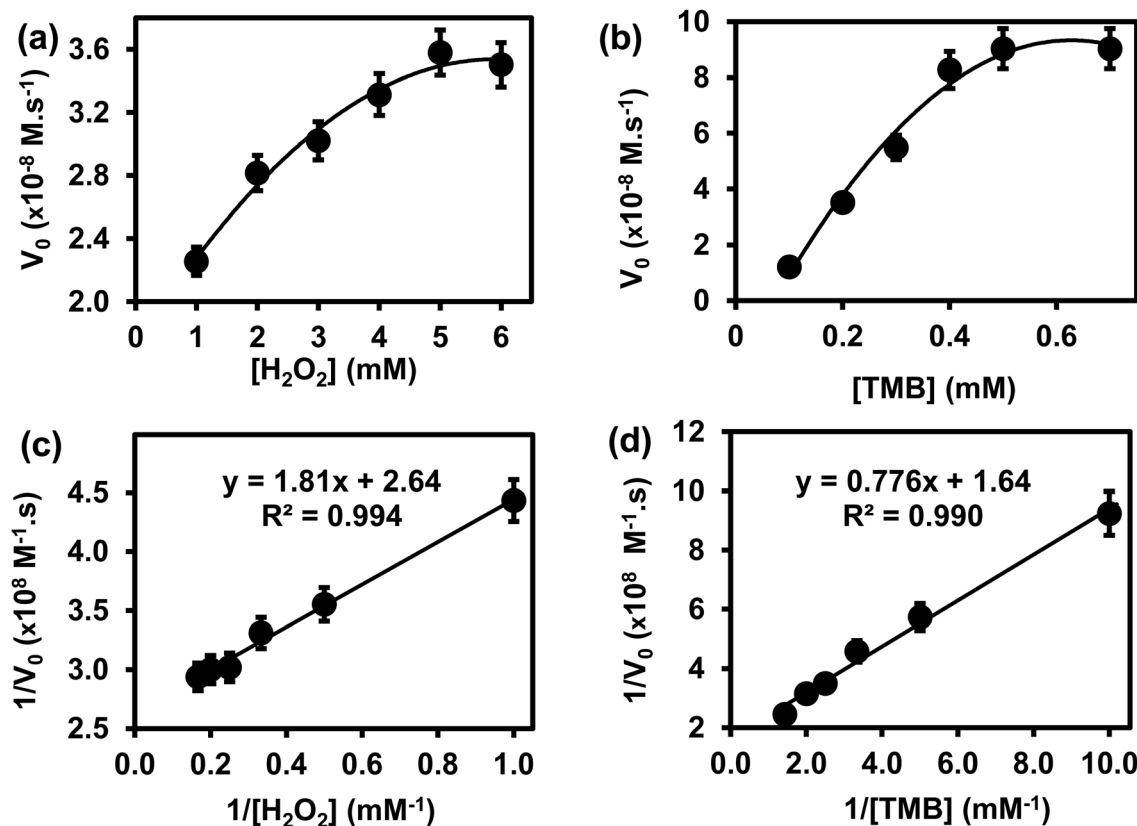 (a)
V₀ (x10⁻⁸ M.s⁻¹)
3.6
3.2
2.8
2.4
2.0
0 1 2 3 4 5 6
[H₂O₂] (mM)
(b)
V₀ (x10⁻⁸ M.s⁻¹)
10
8
6
4
2
0
0 0.2 0.4 0.6
[TMB] (mM)
(c)
1/V₀ (x10⁸ M⁻¹.s)
y = 1.81x + 2.64
R² = 0.994
4.5
4.0
3.5
3.0
2.5
0.0 0.2 0.4 0.6 0.8 1.0
1/[H₂O₂] (mM⁻¹)
(d)
1/V₀ (x10⁸ M⁻¹.s)
y = 0.776x + 1.64
R² = 0.990
12
10
8
6
4
2
0.0 2.0 4.0 6.0 8.0 10.0
1/[TMB] (mM⁻¹)